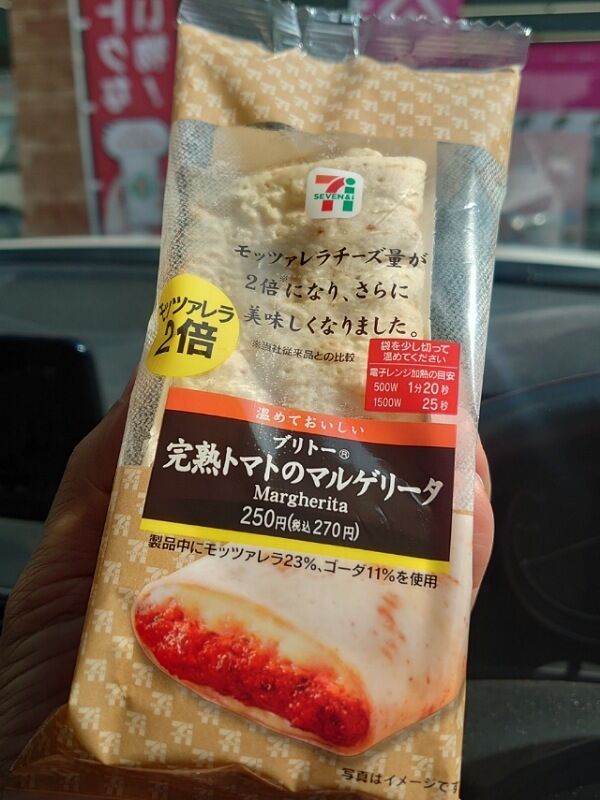 い物!
いトクな
SEVEN&i
モッツァレラチーズ量が
2倍※になり、さらに
美味しくなりました。
※当社従来品との比較
モッツァレラ
2倍
袋を少し切って
温めてください
電子レンジ加熱の目安
500W 1分20秒
1500W 25秒
温めておいしい
ブリトー®
完熟トマトのマルゲリータ
Margherita
250円(税込270円)
製品中にモッツァレラ23%、ゴーダ11%を使用
写真はイメージです